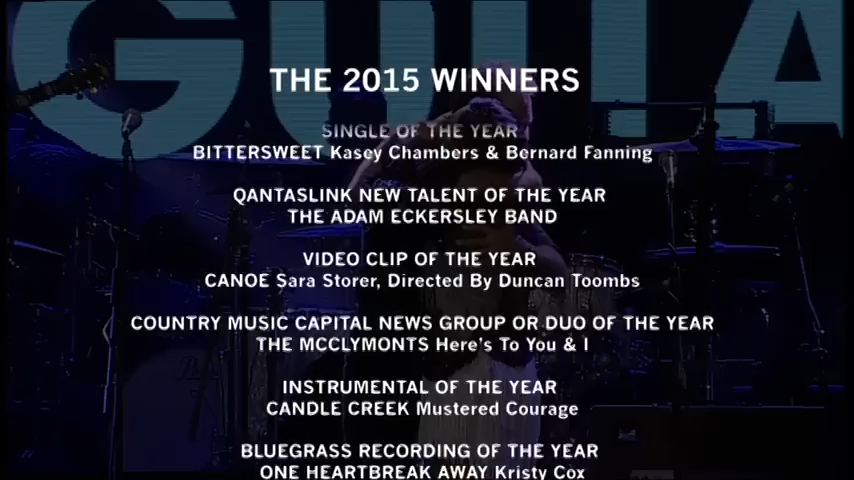 GUITA
THE 2015 WINNERS
SINGLE OF THE YEAR
BITTERSWEET Kasey Chambers & Bernard Fanning
QANTASLINK NEW TALENT OF THE YEAR
THE ADAM ECKERSLEY BAND
VIDEO CLIP OF THE YEAR
CANOE Sara Storer, Directed By Duncan Toombs
COUNTRY MUSIC CAPITAL NEWS GROUP OR DUO OF THE YEAR
THE MCCLYMONTS Here's To You & I
INSTRUMENTAL OF THE YEAR
CANDLE CREEK Mustered Courage
BLUEGRASS RECORDING OF THE YEAR
ONE HEARTBREAK AWAY Kristy Cox